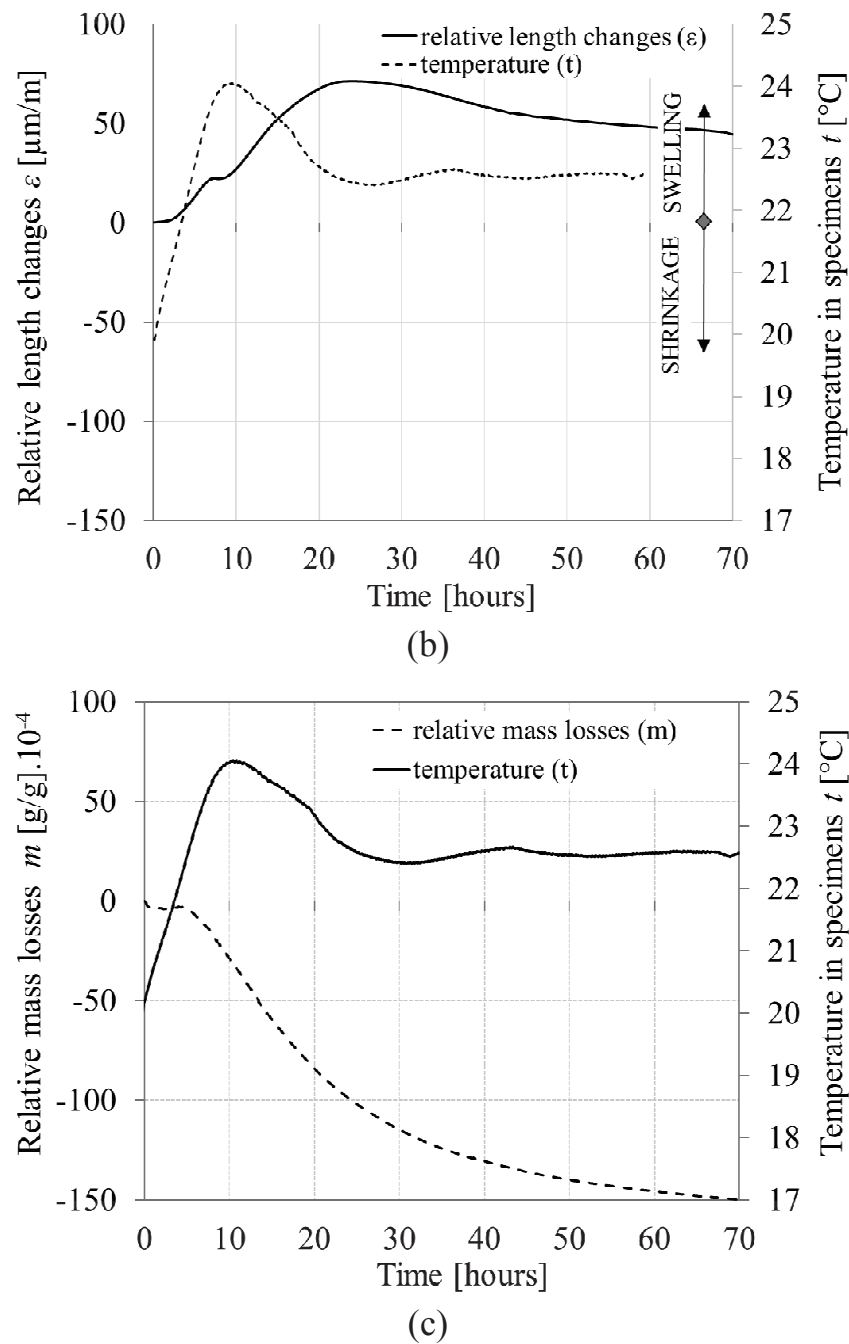 100
50
0
-50
-100
-150
Relative length changes ε [µm/m]
relative length changes (ε)
temperature (t)
SWELLING
SHRINKAGE
25
24
23
22
21
20
19
18
17
Temperature in specimens t [°C]
0 10 20 30 40 50 60 70
Time [hours]
(b)
100
50
0
-50
-100
-150
Relative mass losses m [g/g].10⁻⁴
relative mass losses (m)
temperature (t)
25
24
23
22
21
20
19
18
17
Temperature in specimens t [°C]
0 10 20 30 40 50 60 70
Time [hours]
(c)